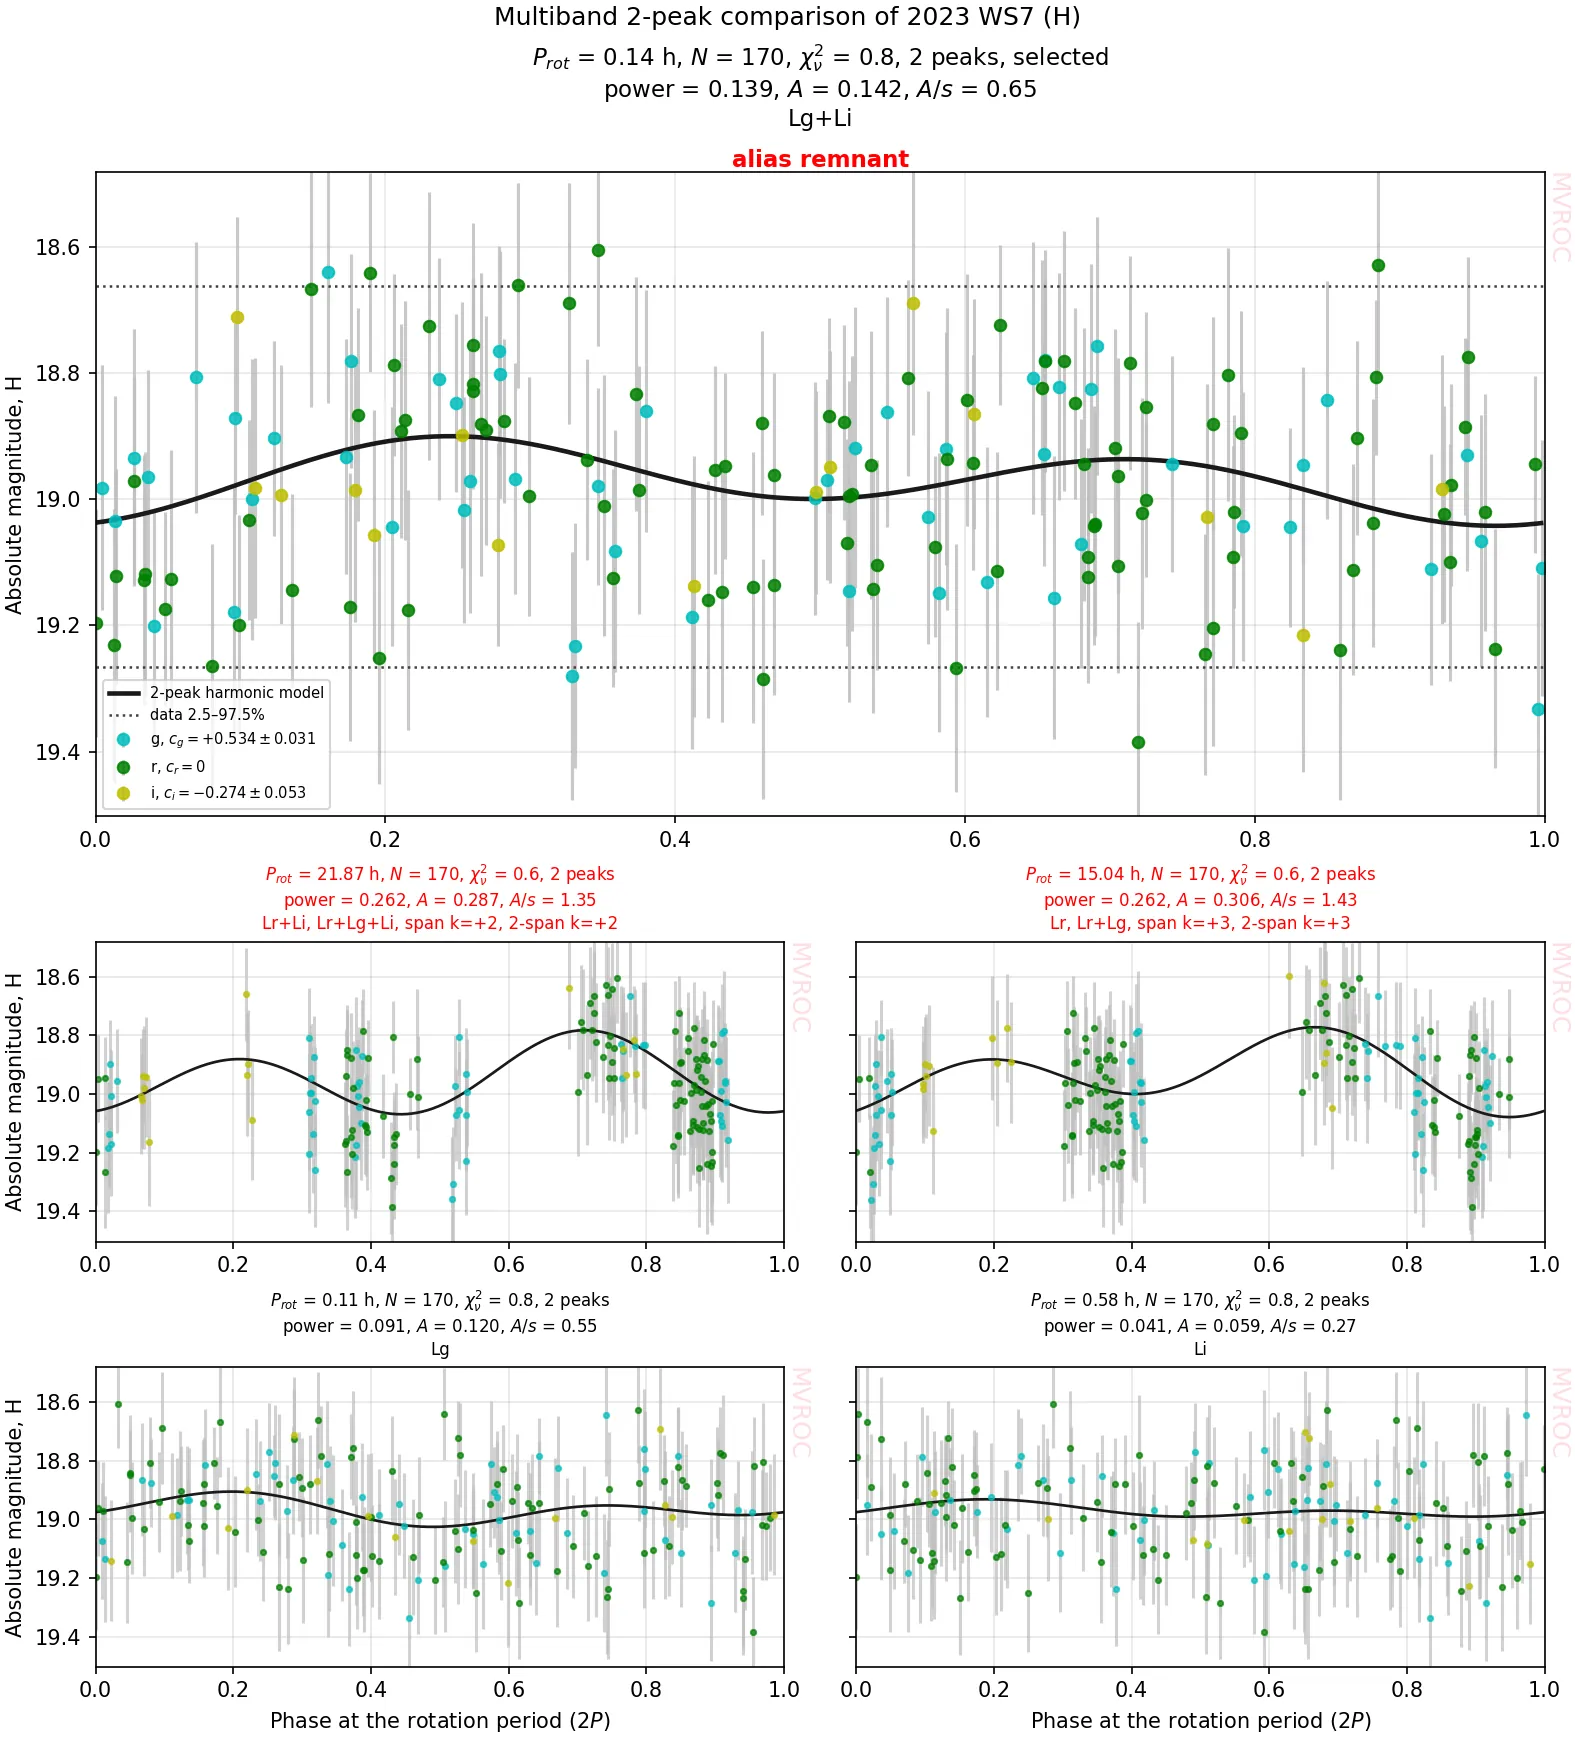 Multiband 2-peak comparison of 2023 WS7 (H)
P_rot = 0.14 h, N = 170, χ²_ν = 0.8, 2 peaks, selected
power = 0.139, A = 0.142, A/s = 0.65
Lg+Li
alias remnant
MVROC
Absolute magnitude, H
18.6
18.8
19.0
19.2
19.4
2-peak harmonic model
data 2.5–97.5%
g, c_g = +0.534 ± 0.031
r, c_r = 0
i, c_i = −0.274 ± 0.053
0.0 0.2 0.4 0.6 0.8 1.0
P_rot = 21.87 h, N = 170, χ²_ν = 0.6, 2 peaks
power = 0.262, A = 0.287, A/s = 1.35
Lr+Li, Lr+Lg+Li, span k=+2, 2-span k=+2
MVROC
Absolute magnitude, H
18.6
18.8
19.0
19.2
19.4
0.0 0.2 0.4 0.6 0.8 1.0
P_rot = 15.04 h, N = 170, χ²_ν = 0.6, 2 peaks
power = 0.262, A = 0.306, A/s = 1.43
Lr, Lr+Lg, span k=+3, 2-span k=+3
MVROC
0.0 0.2 0.4 0.6 0.8 1.0
P_rot = 0.11 h, N = 170, χ²_ν = 0.8, 2 peaks
power = 0.091, A = 0.120, A/s = 0.55
Lg
MVROC
Absolute magnitude, H
18.6
18.8
19.0
19.2
19.4
0.0 0.2 0.4 0.6 0.8 1.0
Phase at the rotation period (2P)
P_rot = 0.58 h, N = 170, χ²_ν = 0.8, 2 peaks
power = 0.041, A = 0.059, A/s = 0.27
Li
MVROC
0.0 0.2 0.4 0.6 0.8 1.0
Phase at the rotation period (2P)